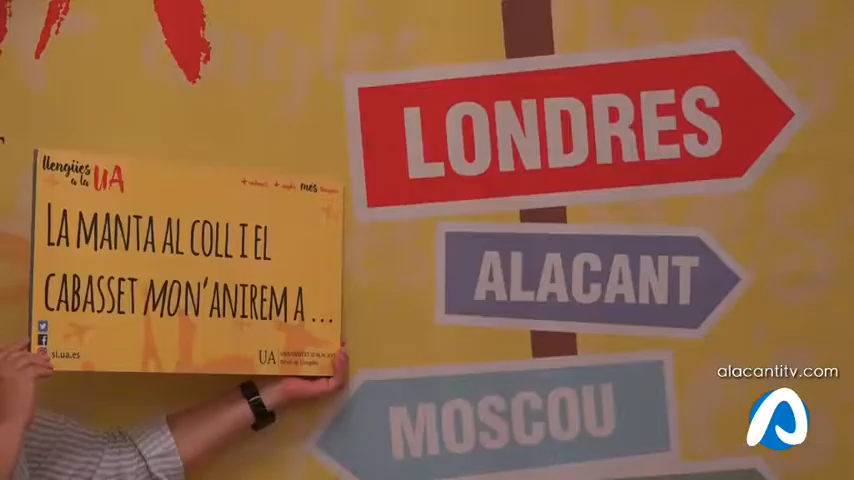 LONDRES
llengües
a la UA
més
LA MANTA AL COLL I EL
CABASSET MON'ANIREM A ...
ALACANT
si.ua.es
UA
alacantitv.com
MOSCOU